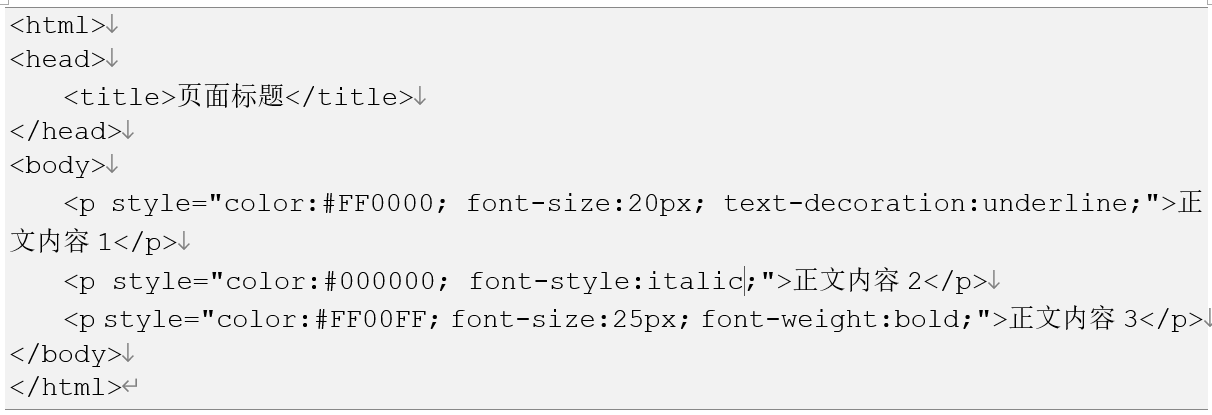 <html>↓
<head>↓
<title>页面标题</title>↓
</head>↓
<body>↓
<p style="color:#FF0000; font-size:20px; text-decoration:underline;">正
文内容 1</p>↓
<p style="color:#000000; font-style:italic;">正文内容 2</p>↓
<p style="color:#FF00FF; font-size:25px; font-weight:bold;">正文内容 3</p>↓
</body>↓
</html>↵